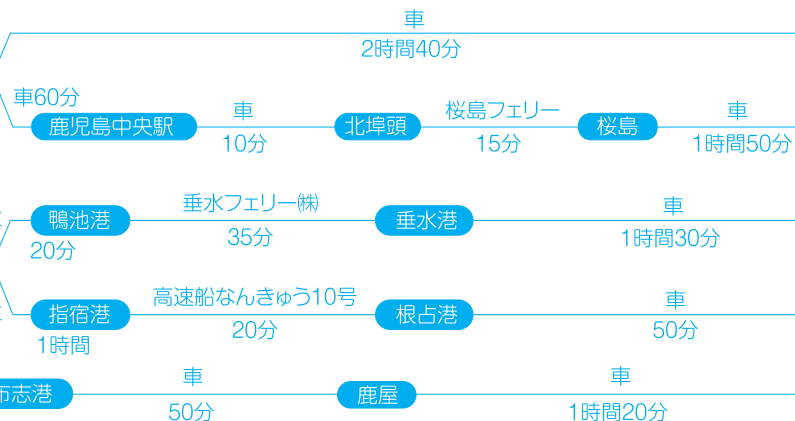 車
2時間40分
車60分
鹿児島中央駅
車
10分
北埠頭
桜島フェリー
15分
桜島
車
1時間50分
鴨池港
20分
垂水フェリー㈱
35分
垂水港
車
1時間30分
指宿港
1時間
高速船なんきゅう10号
20分
根占港
車
50分
布志港
車
50分
鹿屋
車
1時間20分